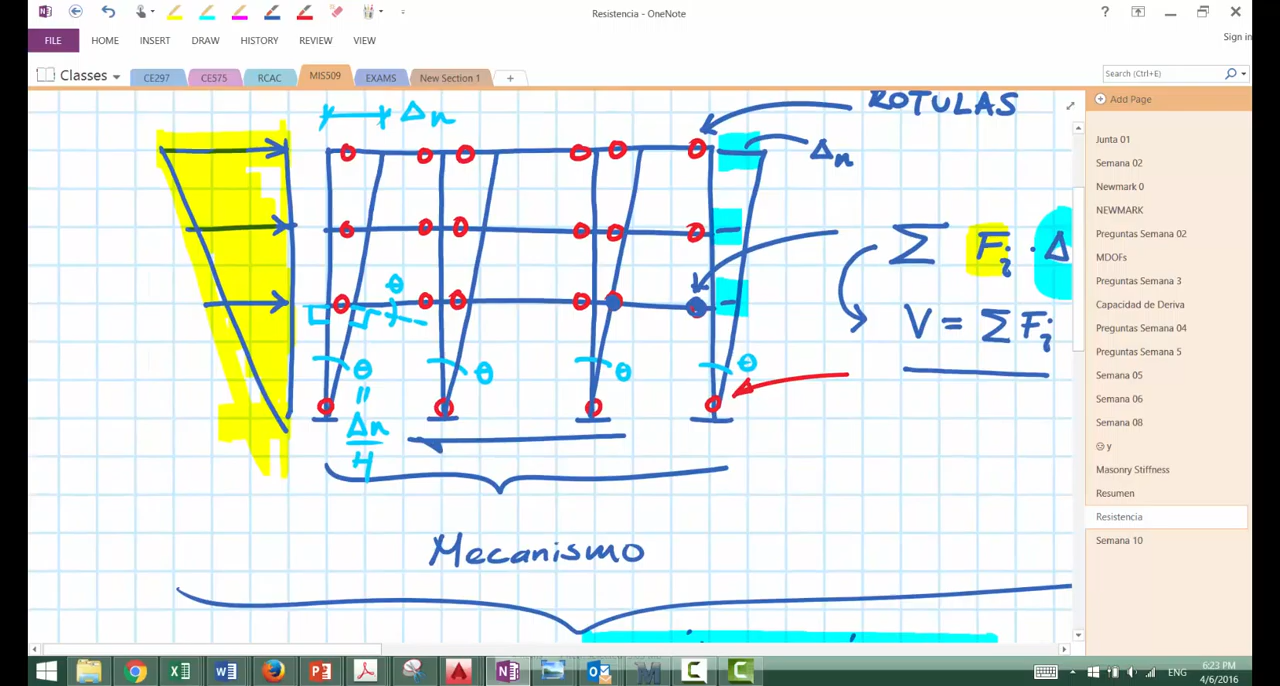 Resistencia - OneNote
Sign in
FILE HOME INSERT DRAW HISTORY REVIEW VIEW
Classes CE297 CE575 RCAC MIS509 EXAMS New Section 1
Search (Ctrl+E)
Add Page
Junta 01
Semana 02
Newmark 0
NEWMARK
Preguntas Semana 02
MDOFs
Preguntas Semana 3
Capacidad de Deriva
Preguntas Semana 04
Preguntas Semana 5
Semana 05
Semana 06
Semana 08
☹ y
Masonry Stiffness
Resumen
Resistencia
Semana 10
ROTULAS
Δn
Δn
Σ Fi · Δ
V = Σ Fi
θ
θ θ θ θ
=
Δn
4
Mecanismo
ENG
6:23 PM
4/6/2016